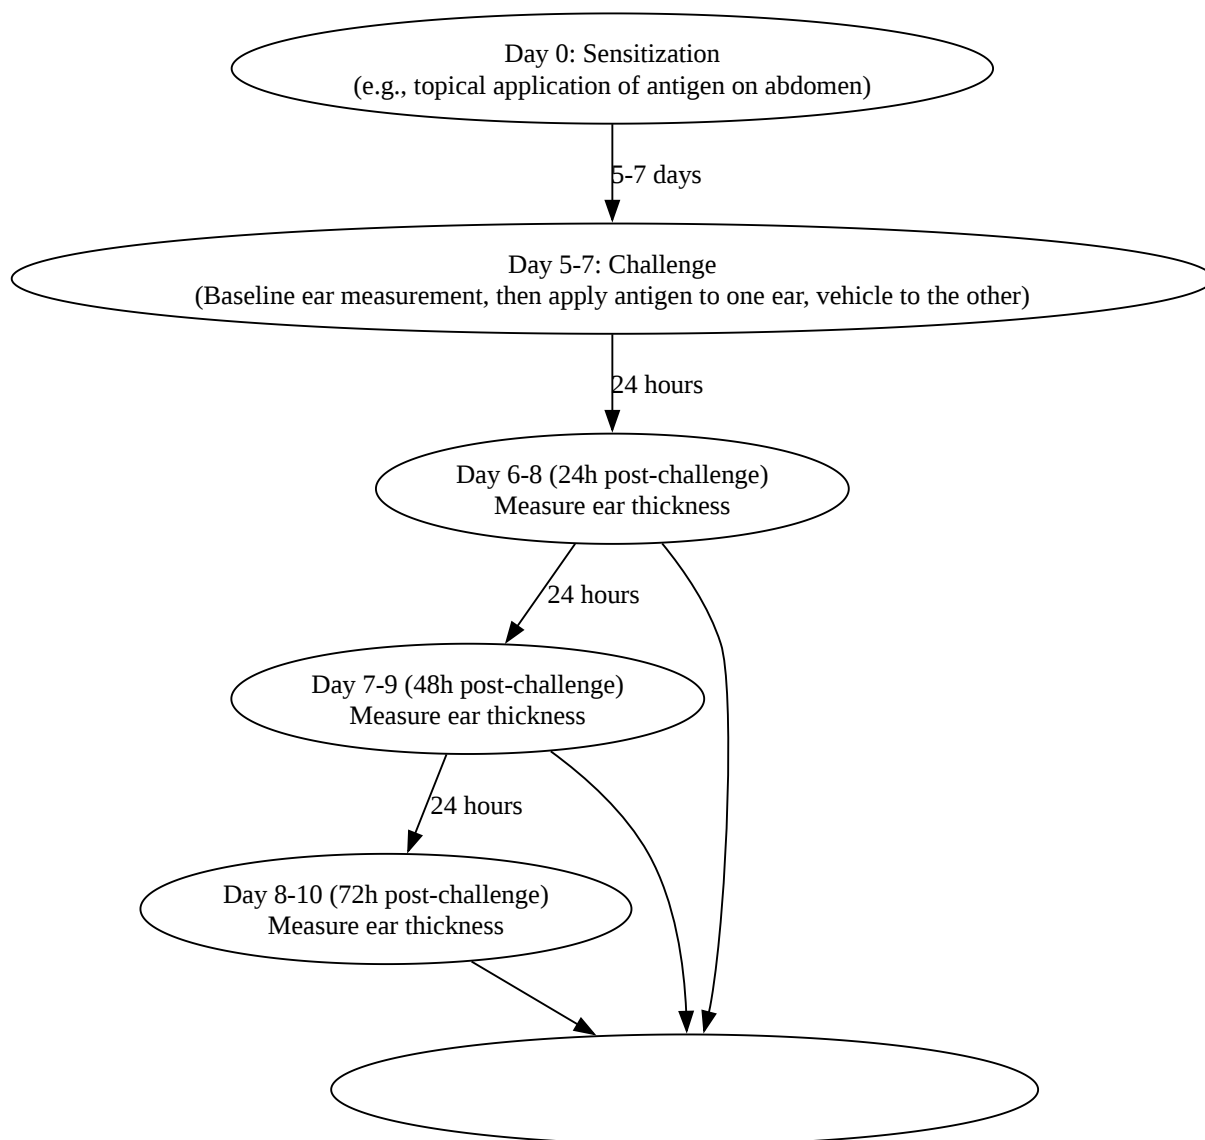 Day 0: Sensitization
(e.g., topical application of antigen on abdomen)
5-7 days
Day 5-7: Challenge
(Baseline ear measurement, then apply antigen to one ear, vehicle to the other)
24 hours
Day 6-8 (24h post-challenge)
Measure ear thickness
24 hours
Day 7-9 (48h post-challenge)
Measure ear thickness
24 hours
Day 8-10 (72h post-challenge)
Measure ear thickness